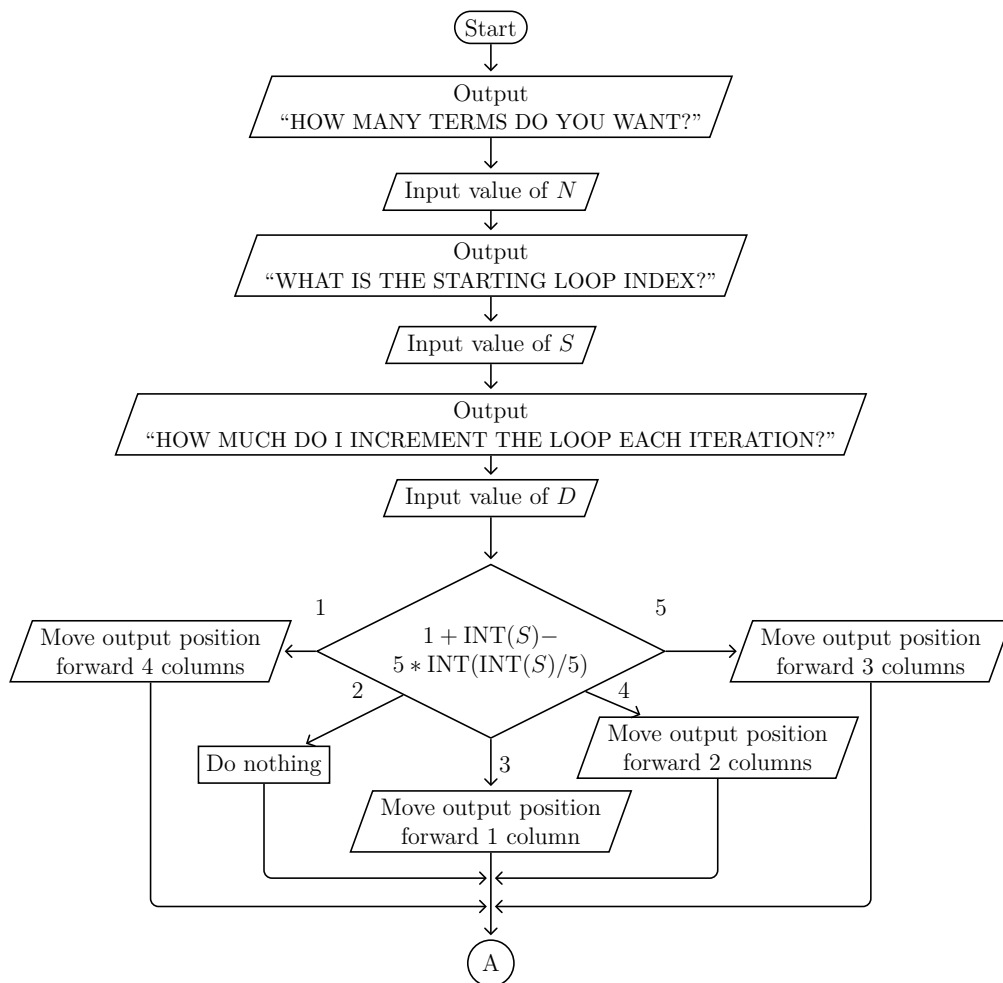 Start
Output
“HOW MANY TERMS DO YOU WANT?”
Input value of N
Output
“WHAT IS THE STARTING LOOP INDEX?”
Input value of S
Output
“HOW MUCH DO I INCREMENT THE LOOP EACH ITERATION?”
Input value of D
1 + INT(S)−
5 ∗ INT(INT(S)/5)
1
Move output position
forward 4 columns
2
Do nothing
3
Move output position
forward 1 column
4
Move output position
forward 2 columns
5
Move output position
forward 3 columns
A